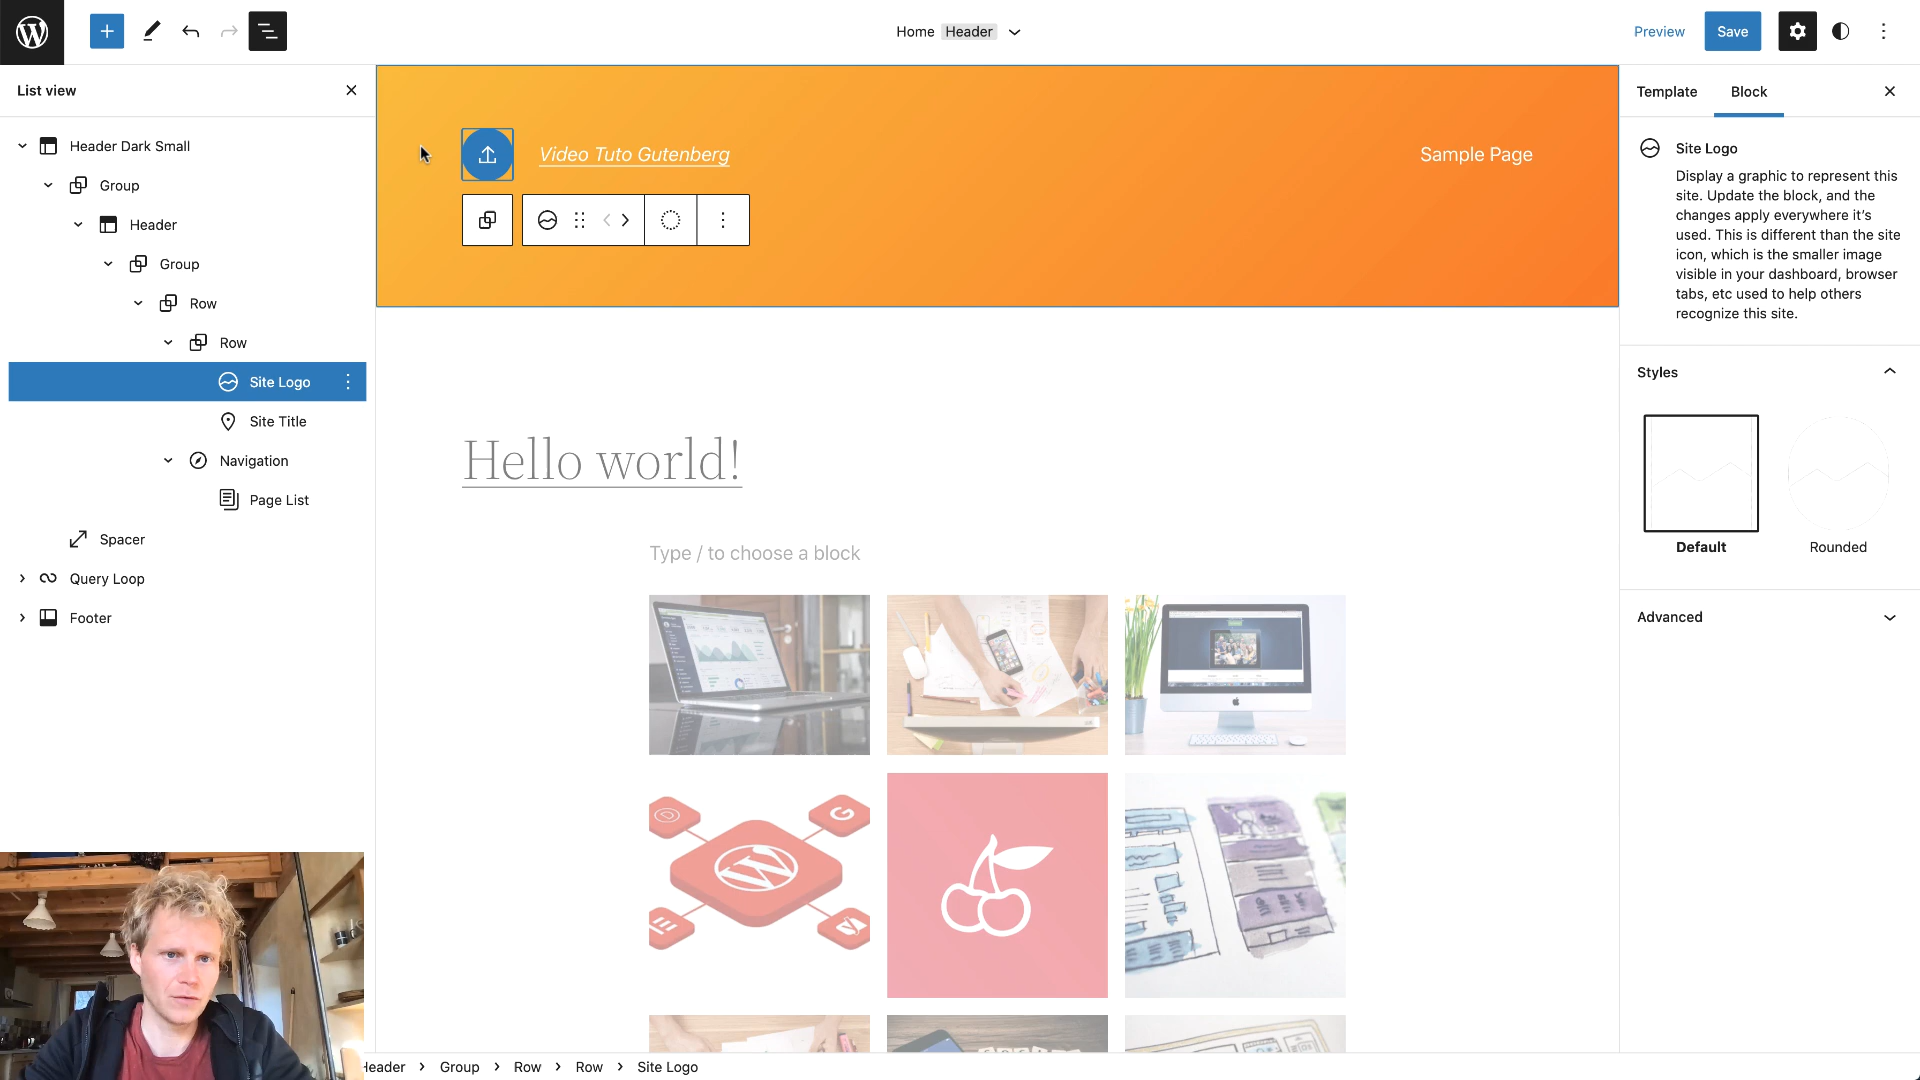 Home Header
Preview
Save
List view
Header Dark Small
Group
Header
Group
Row
Row
Site Logo
Site Title
Navigation
Page List
Spacer
Query Loop
Footer
Video Tuto Gutenberg
Sample Page
Hello world!
Type / to choose a block
Template
Block
Site Logo
Display a graphic to represent this
site. Update the block, and the
changes apply everywhere it's
used. This is different than the site
icon, which is the smaller image
visible in your dashboard, browser
tabs, etc used to help others
recognize this site.
Styles
Default
Rounded
Advanced
Header > Group > Row > Row > Site Logo